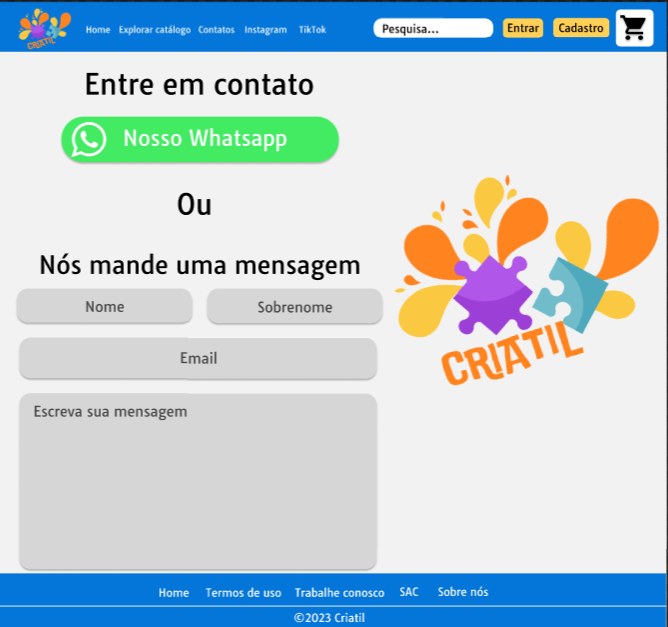 CRIATIL
Home Explorar catálogo Contatos Instagram TikTok Pesquisa... Entrar Cadastro
Entre em contato
Nosso Whatsapp
Ou
Nós mande uma mensagem
Nome Sobrenome
Email
Escreva sua mensagem
CRIATIL
Home Termos de uso Trabalhe conosco SAC Sobre nós
©2023 Criatil